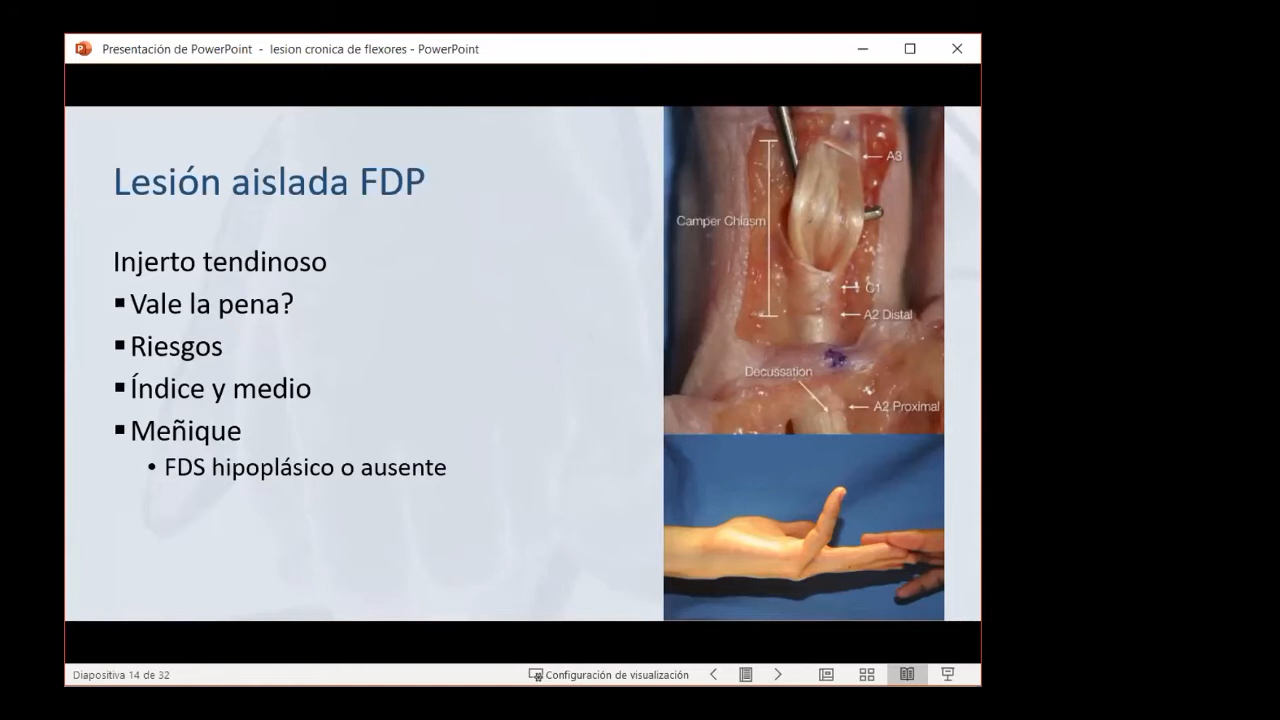 Presentación de PowerPoint - lesion cronica de flexores - PowerPoint
Lesión aislada FDP
Injerto tendinoso
▪ Vale la pena?
▪ Riesgos
▪ Índice y medio
▪ Meñique
• FDS hipoplásico o ausente
A3
Camper Chiasm
C1
A2 Distal
Decussation
A2 Proximal
Diapositiva 14 de 32
Configuración de visualización